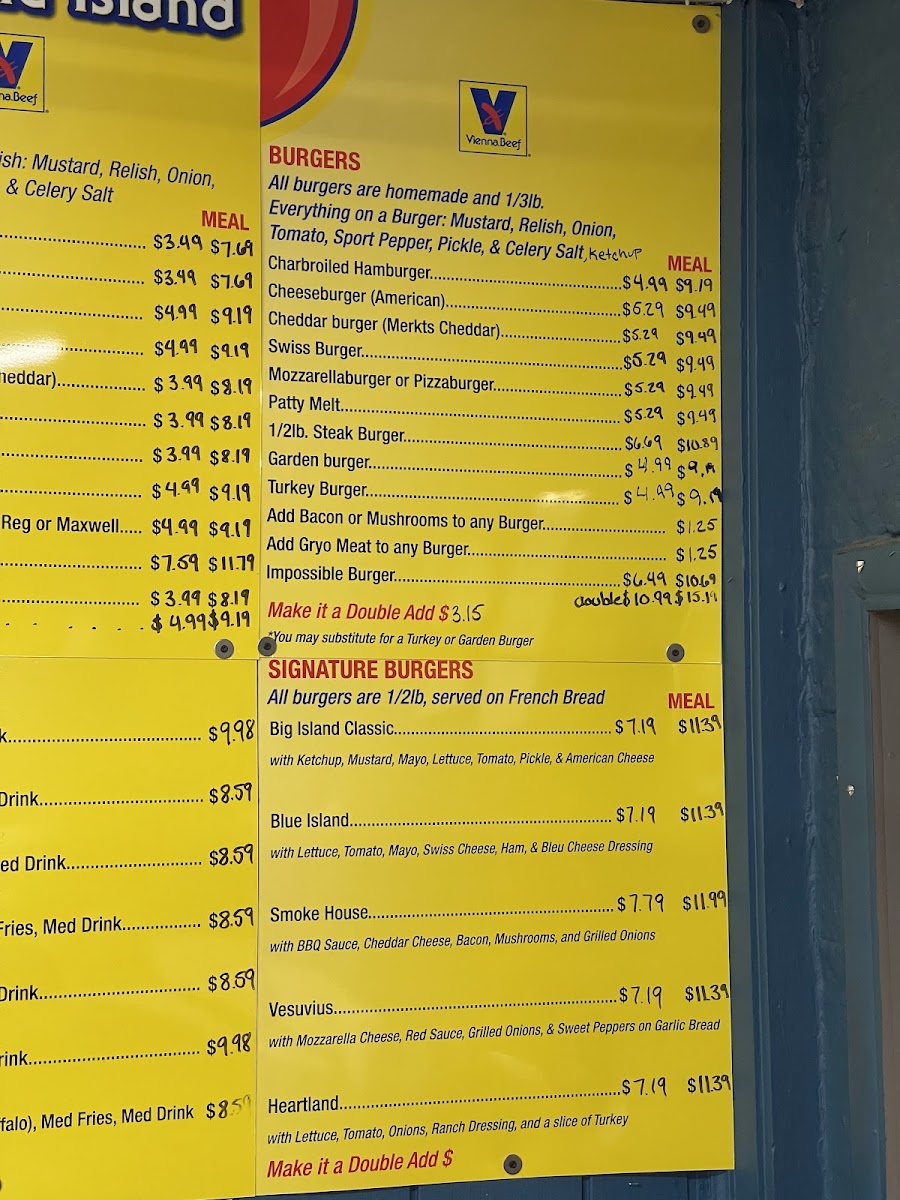 Island
Vienna Beef
ish: Mustard, Relish, Onion,
& Celery Salt
MEAL
$3.49 $7.69
$3.49 $7.69
$4.99 $9.19
$4.99 $9.19
heddar) $3.99 $8.19
$3.99 $8.19
$3.99 $8.19
$4.99 $9.19
Reg or Maxwell $4.99 $9.19
$7.59 $11.79
$3.99 $8.19
$4.99 $9.19
k $9.98
Drink $8.59
ed Drink $8.59
Fries, Med Drink $8.59
Drink $8.59
rink $9.98
ffalo), Med Fries, Med Drink $8.59
Vienna Beef
BURGERS
All burgers are homemade and 1/3lb.
Everything on a Burger: Mustard, Relish, Onion,
Tomato, Sport Pepper, Pickle, & Celery Salt, Ketchup
MEAL
Charbroiled Hamburger $4.99 $9.19
Cheeseburger (American) $5.29 $9.49
Cheddar burger (Merkts Cheddar) $5.29 $9.49
Swiss Burger $5.29 $9.49
Mozzarellaburger or Pizzaburger $5.29 $9.49
Patty Melt $5.29 $9.49
1/2lb. Steak Burger $6.69 $10.89
Garden burger $4.99 $9.19
Turkey Burger $4.99 $9.19
Add Bacon or Mushrooms to any Burger $1.25
Add Gryo Meat to any Burger $1.25
Impossible Burger $6.49 $10.69
double $10.99 $15.19
Make it a Double Add $3.15
*You may substitute for a Turkey or Garden Burger
SIGNATURE BURGERS
All burgers are 1/2lb, served on French Bread
MEAL
Big Island Classic $7.19 $11.39
with Ketchup, Mustard, Mayo, Lettuce, Tomato, Pickle, & American Cheese
Blue Island $7.19 $11.39
with Lettuce, Tomato, Mayo, Swiss Cheese, Ham, & Bleu Cheese Dressing
Smoke House $7.79 $11.99
with BBQ Sauce, Cheddar Cheese, Bacon, Mushrooms, and Grilled Onions
Vesuvius $7.19 $11.39
with Mozzarella Cheese, Red Sauce, Grilled Onions, & Sweet Peppers on Garlic Bread
Heartland $7.19 $11.39
with Lettuce, Tomato, Onions, Ranch Dressing, and a slice of Turkey
Make it a Double Add $